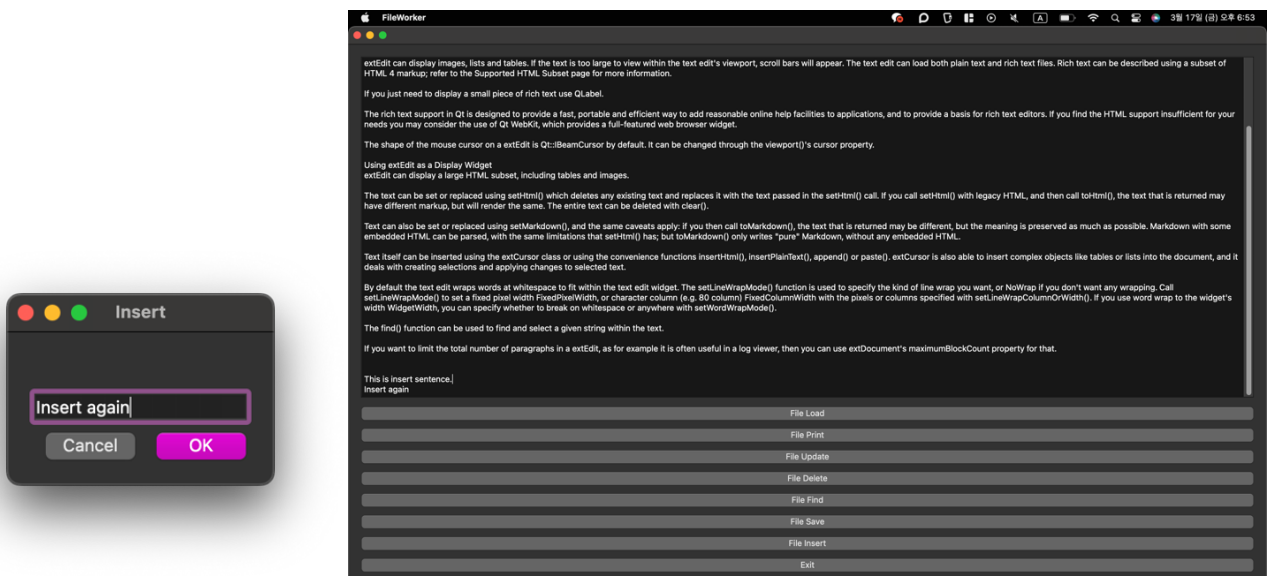 Insert
Insert again
Cancel
OK
FileWorker
A
3월 17일 (금) 오후 6:53
extEdit can display images, lists and tables. If the text is too large to view within the text edit's viewport, scroll bars will appear. The text edit can load both plain text and rich text files. Rich text can be described using a subset of
HTML 4 markup; refer to the Supported HTML Subset page for more information.
If you just need to display a small piece of rich text use QLabel.
The rich text support in Qt is designed to provide a fast, portable and efficient way to add reasonable online help facilities to applications, and to provide a basis for rich text editors. If you find the HTML support insufficient for your
needs you may consider the use of Qt WebKit, which provides a full-featured web browser widget.
The shape of the mouse cursor on a extEdit is Qt::IBeamCursor by default. It can be changed through the viewport()'s cursor property.
Using extEdit as a Display Widget
extEdit can display a large HTML subset, including tables and images.
The text can be set or replaced using setHtml() which deletes any existing text and replaces it with the text passed in the setHtml() call. If you call setHtml() with legacy HTML, and then call toHtml(), the text that is returned may
have different markup, but will render the same. The entire text can be deleted with clear().
Text can also be set or replaced using setMarkdown(), and the same caveats apply: if you then call toMarkdown(), the text that is returned may be different, but the meaning is preserved as much as possible. Markdown with some
embedded HTML can be parsed, with the same limitations that setHtml() has; but toMarkdown() only writes "pure" Markdown, without any embedded HTML.
Text itself can be inserted using the extCursor class or using the convenience functions insertHtml(), insertPlainText(), append() or paste(). extCursor is also able to insert complex objects like tables or lists into the document, and it
deals with creating selections and applying changes to selected text.
By default the text edit wraps words at whitespace to fit within the text edit widget. The setLineWrapMode() function is used to specify the kind of line wrap you want, or NoWrap if you don't want any wrapping. Call
setLineWrapMode() to set a fixed pixel width FixedPixelWidth, or character column (e.g. 80 column) FixedColumnWidth with the pixels or columns specified with setLineWrapColumnOrWidth(). If you use word wrap to the widget's
width WidgetWidth, you can specify whether to break on whitespace or anywhere with setWordWrapMode().
The find() function can be used to find and select a given string within the text.
If you want to limit the total number of paragraphs in a extEdit, as for example it is often useful in a log viewer, then you can use extDocument's maximumBlockCount property for that.
This is insert sentence.
Insert again
File Load
File Print
File Update
File Delete
File Find
File Save
File Insert
Exit